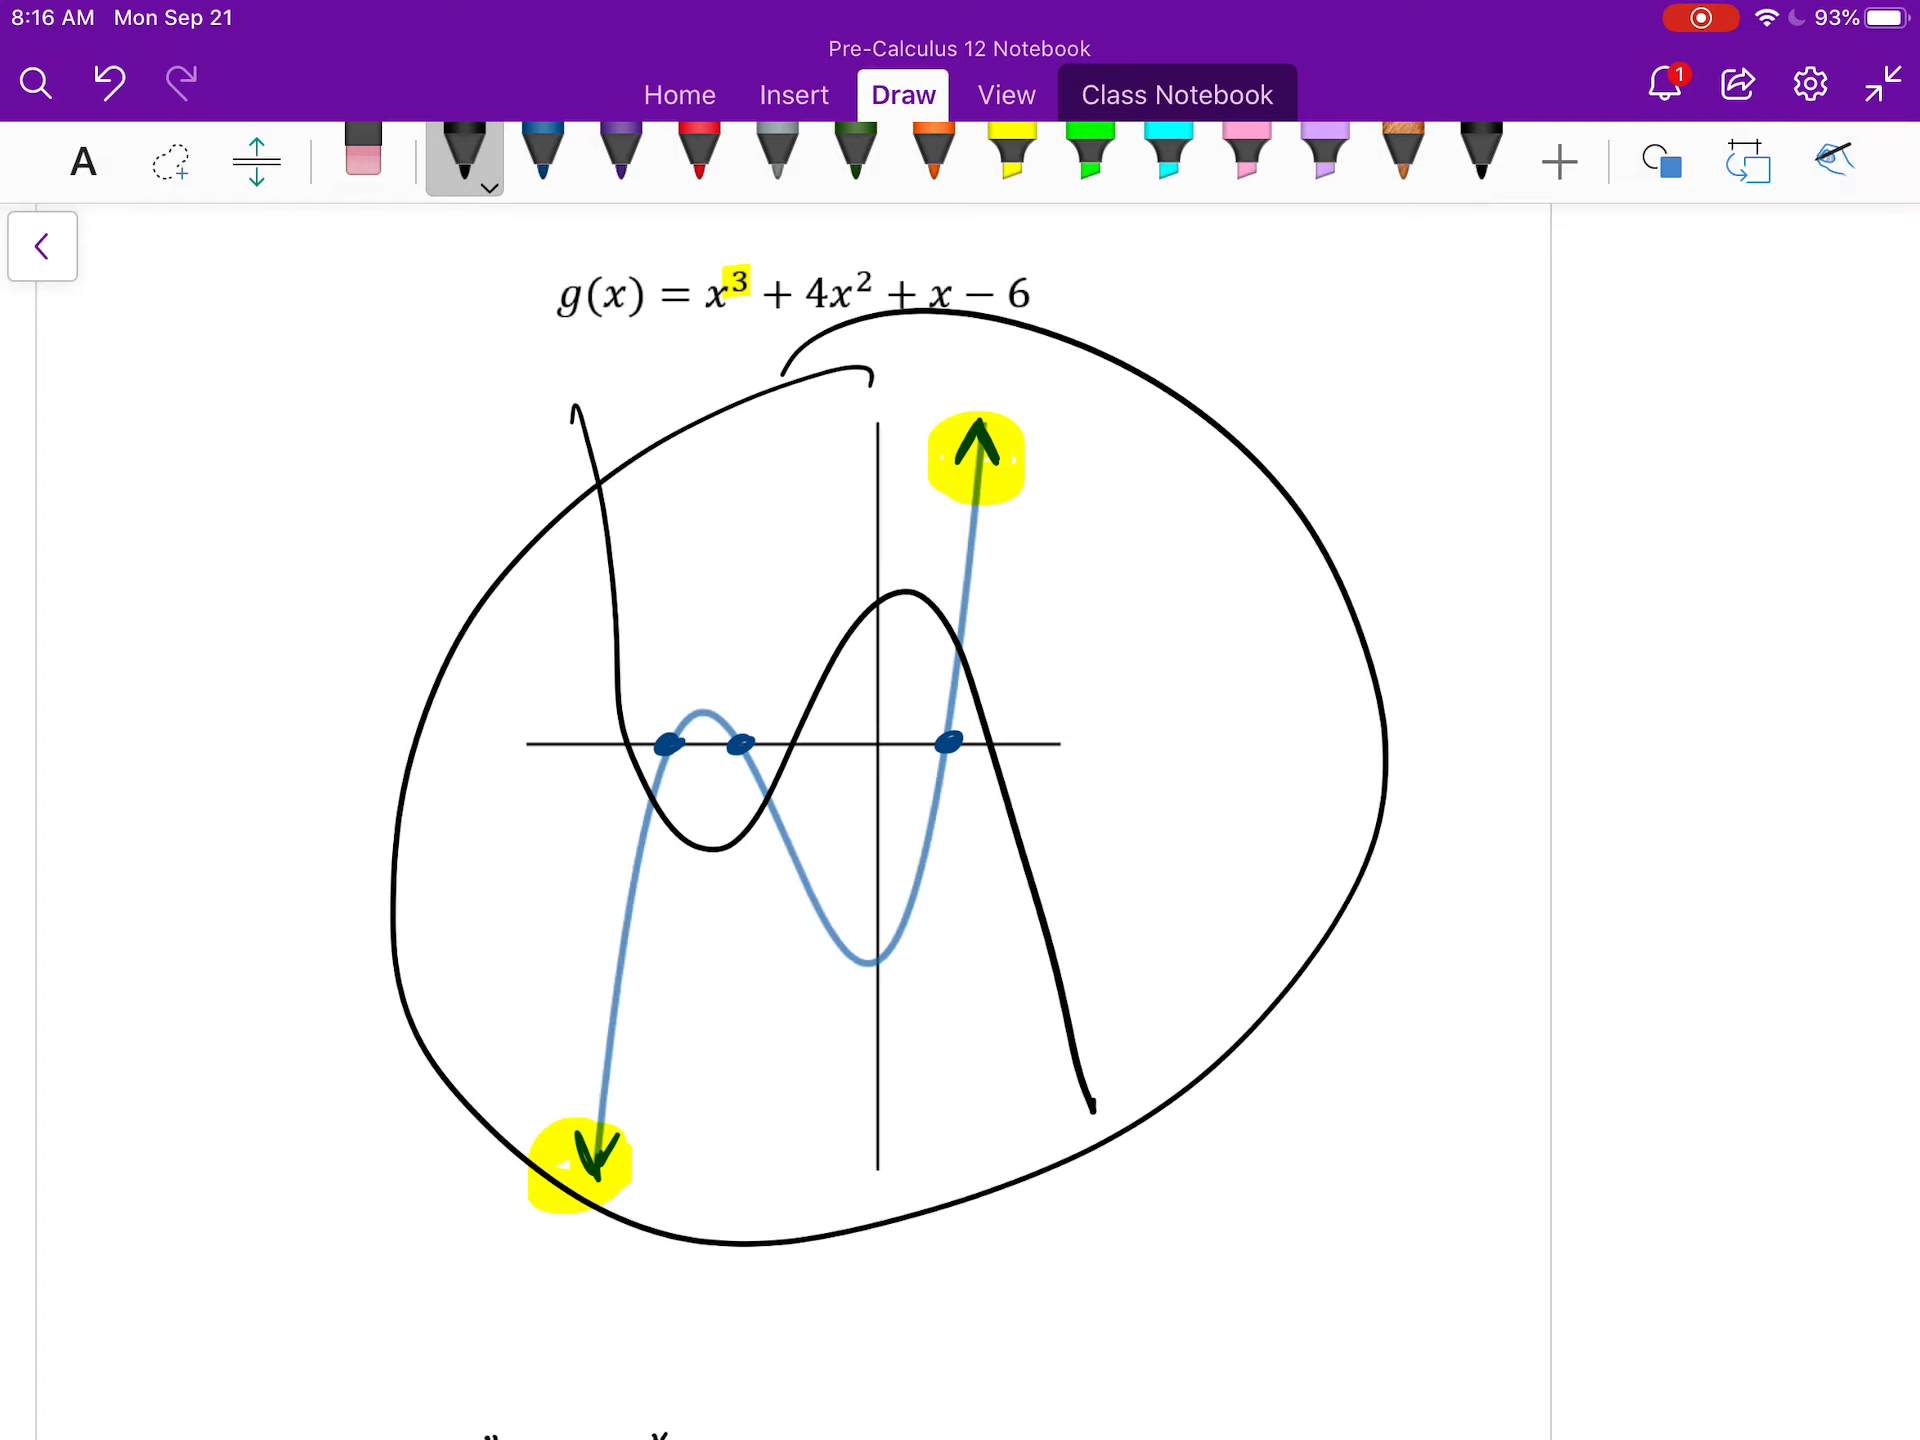 8:16 AM Mon Sep 21
93%
Pre-Calculus 12 Notebook
1
Home Insert Draw View Class Notebook
A
g(x) = x³ + 4x² + x − 6